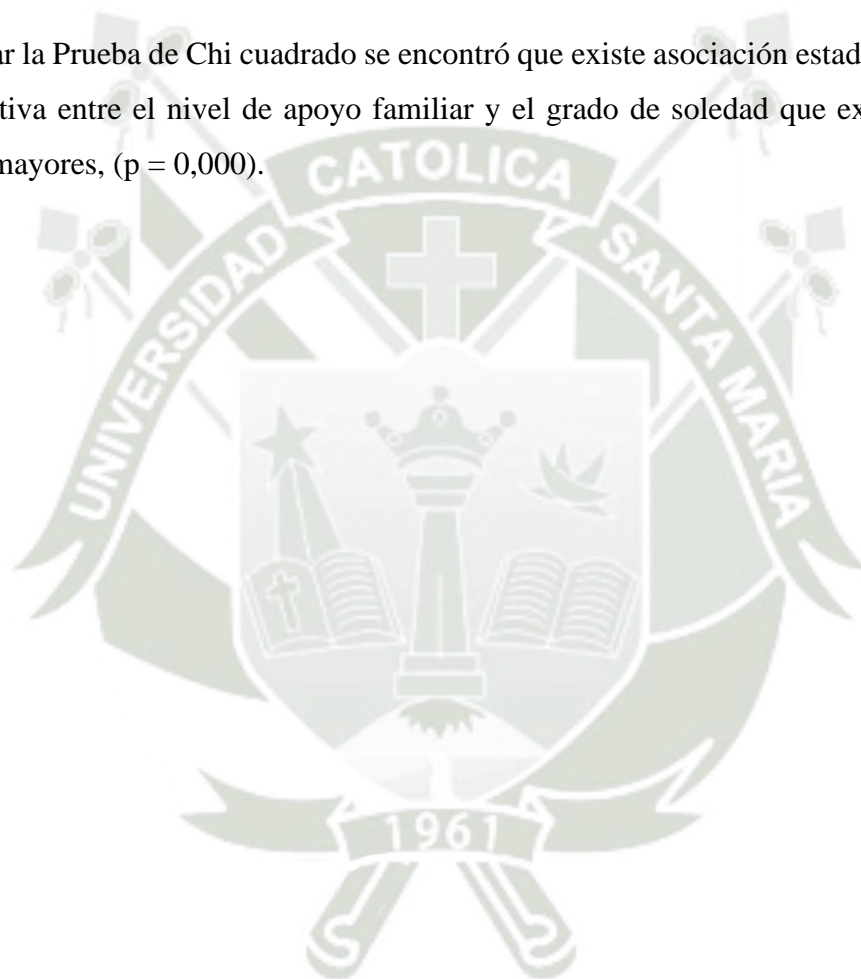 ar la Prueba de Chi cuadrado se encontró que existe asociación estad
tiva entre el nivel de apoyo familiar y el grado de soledad que ex
mayores, (p = 0,000).
UNIVERSIDAD CATOLICA SANTA MARIA
1961